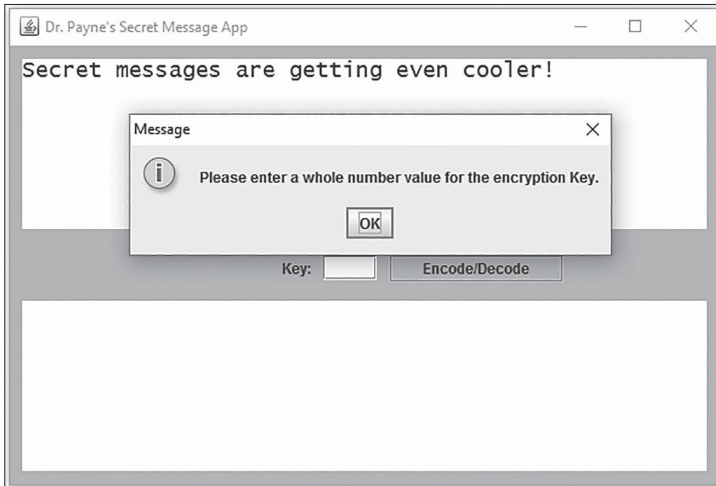 Dr. Payne's Secret Message App
Secret messages are getting even cooler!
Message
Please enter a whole number value for the encryption Key.
OK
Key:
Encode/Decode